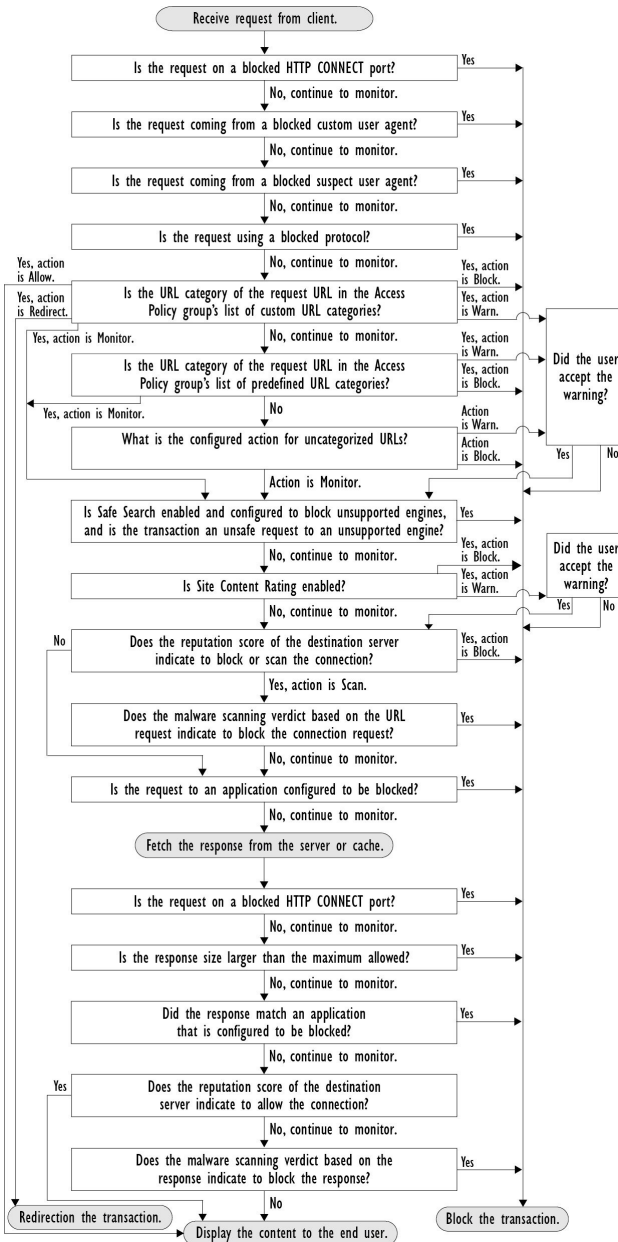 Receive request from client.
Is the request on a blocked HTTP CONNECT port?
Yes
No, continue to monitor.
Is the request coming from a blocked custom user agent?
Yes
No, continue to monitor.
Is the request coming from a blocked suspect user agent?
Yes
No, continue to monitor.
Is the request using a blocked protocol?
Yes
No, continue to monitor.
Yes, action
is Allow.
Yes, action
is Redirect.
Yes, action is Monitor.
Is the URL category of the request URL in the Access
Policy group's list of custom URL categories?
Yes, action
is Block.
Yes, action
is Warn.
No, continue to monitor.
Is the URL category of the request URL in the Access
Policy group's list of predefined URL categories?
Yes, action
is Warn.
Yes, action
is Block.
Did the user
accept the
warning?
Yes, action is Monitor.
No
What is the configured action for uncategorized URLs?
Action
is Warn.
Action
is Block.
Yes
No
Action is Monitor.
Is Safe Search enabled and configured to block unsupported engines,
and is the transaction an unsafe request to an unsupported engine?
Yes
No, continue to monitor.
Yes, action
is Block.
Is Site Content Rating enabled?
Yes, action
is Warn.
Did the user
accept the
warning?
Yes
No
No, continue to monitor.
No
Does the reputation score of the destination server
indicate to block or scan the connection?
Yes, action
is Block.
Yes, action is Scan.
Does the malware scanning verdict based on the URL
request indicate to block the connection request?
Yes
No, continue to monitor.
Is the request to an application configured to be blocked?
Yes
No, continue to monitor.
Fetch the response from the server or cache.
Is the request on a blocked HTTP CONNECT port?
Yes
No, continue to monitor.
Is the response size larger than the maximum allowed?
Yes
No, continue to monitor.
Did the response match an application
that is configured to be blocked?
Yes
No, continue to monitor.
Yes
Does the reputation score of the destination
server indicate to allow the connection?
No, continue to monitor.
Does the malware scanning verdict based on the
response indicate to block the response?
Yes
No
Redirection the transaction.
Display the content to the end user.
Block the transaction.